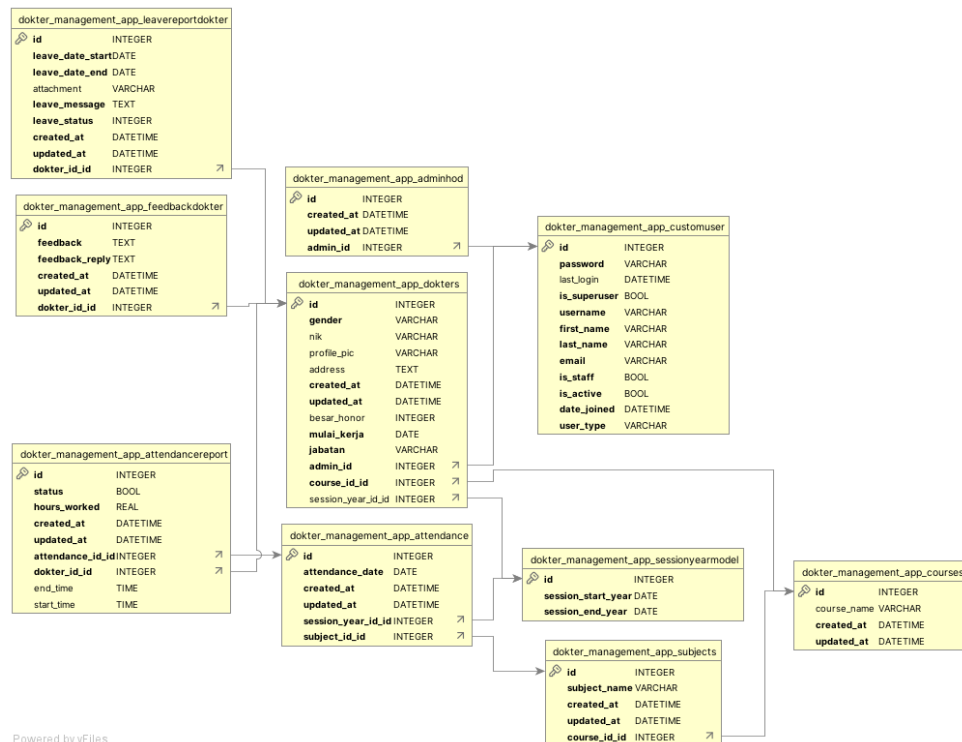 dokter_management_app_leavereportdokter
id INTEGER
leave_date_start DATE
leave_date_end DATE
attachment VARCHAR
leave_message TEXT
leave_status INTEGER
created_at DATETIME
updated_at DATETIME
dokter_id_id INTEGER
dokter_management_app_feedbackdokter
id INTEGER
feedback TEXT
feedback_reply TEXT
created_at DATETIME
updated_at DATETIME
dokter_id_id INTEGER
dokter_management_app_adminhod
id INTEGER
created_at DATETIME
updated_at DATETIME
admin_id INTEGER
dokter_management_app_customuser
id INTEGER
password VARCHAR
last_login DATETIME
is_superuser BOOL
username VARCHAR
first_name VARCHAR
last_name VARCHAR
email VARCHAR
is_staff BOOL
is_active BOOL
date_joined DATETIME
user_type VARCHAR
dokter_management_app_dokters
id INTEGER
gender VARCHAR
nik VARCHAR
profile_pic VARCHAR
address TEXT
created_at DATETIME
updated_at DATETIME
besar_honor INTEGER
mulai_kerja DATE
jabatan VARCHAR
admin_id INTEGER
course_id_id INTEGER
session_year_id_id INTEGER
dokter_management_app_attendancereport
id INTEGER
status BOOL
hours_worked REAL
created_at DATETIME
updated_at DATETIME
attendance_id_id INTEGER
dokter_id_id INTEGER
end_time TIME
start_time TIME
dokter_management_app_attendance
id INTEGER
attendance_date DATE
created_at DATETIME
updated_at DATETIME
session_year_id_id INTEGER
subject_id_id INTEGER
dokter_management_app_sessionyearmodel
id INTEGER
session_start_year DATE
session_end_year DATE
dokter_management_app_courses
id INTEGER
course_name VARCHAR
created_at DATETIME
updated_at DATETIME
dokter_management_app_subjects
id INTEGER
subject_name VARCHAR
created_at DATETIME
updated_at DATETIME
course_id_id INTEGER
Powered by yFiles